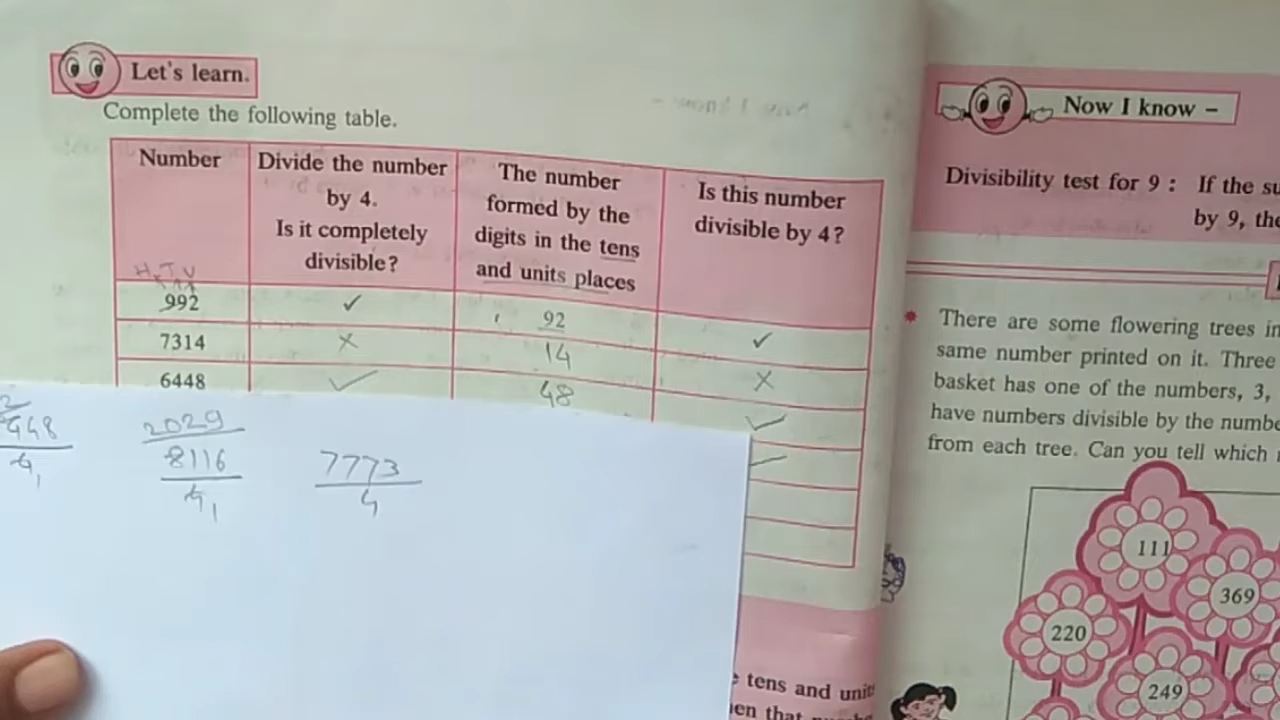 Let's learn.
Complete the following table.
Number
Divide the number
by 4.
Is it completely
divisible?
The number
formed by the
digits in the tens
and units places
Is this number
divisible by 4?
H T U
992 ✓ 92 ✓
7314 × 14 ×
6448 ✓ 48 ✓
✓
448
4 1
2029
8116
4 1
7773
4
tens and unit
Now I know –
Divisibility test for 9 : If the su
by 9, the
There are some flowering trees in
same number printed on it. Three
basket has one of the numbers, 3,
have numbers divisible by the numbe
from each tree. Can you tell which
111
369
220
249